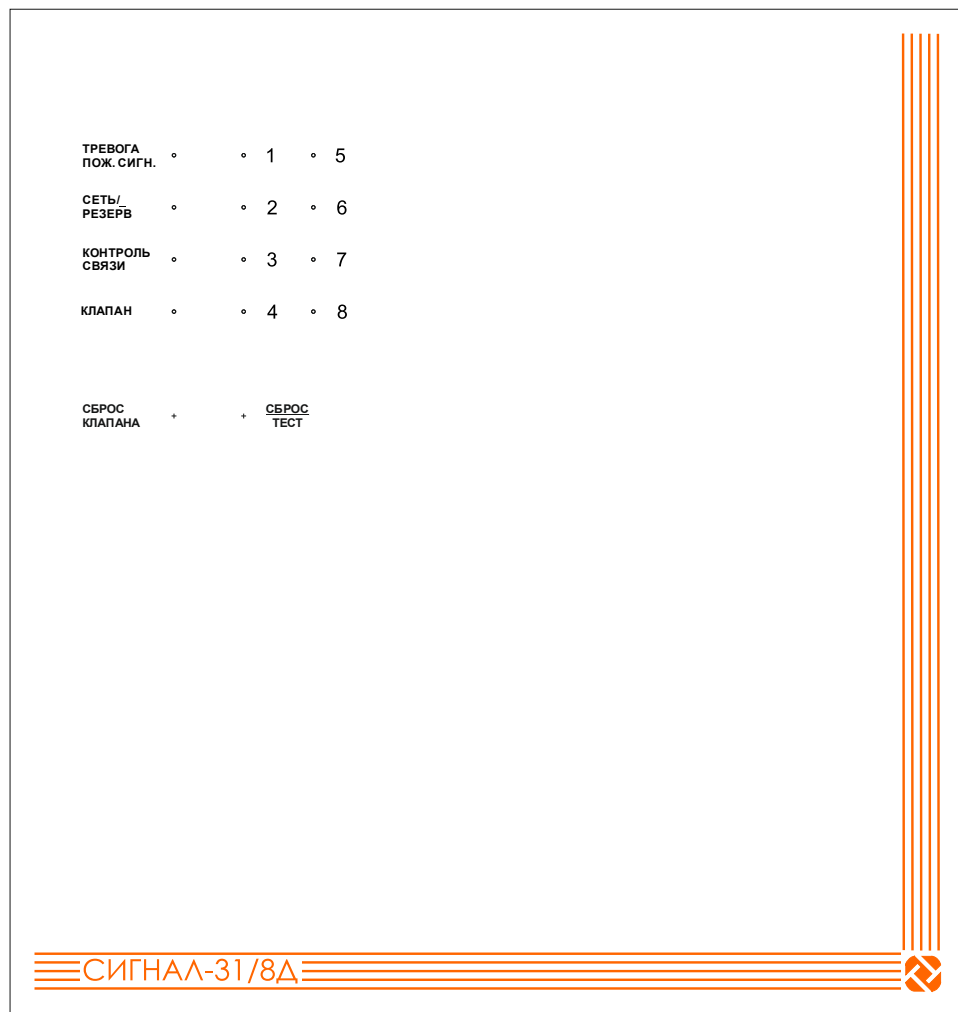 ТРЕВОГА
ПОЖ. СИГН.
1 5
СЕТЬ/_
РЕЗЕРВ
2 6
КОНТРОЛЬ
СВЯЗИ
3 7
КЛАПАН 4 8
СБРОС
КЛАПАНА
СБРОС
ТЕСТ
СИГНАЛ-31/8Д